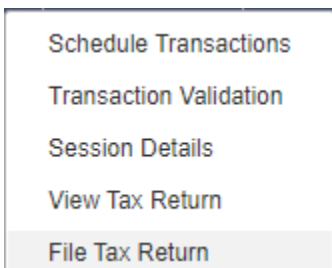 Schedule Transactions
Transaction Validation
Session Details
View Tax Return
File Tax Return